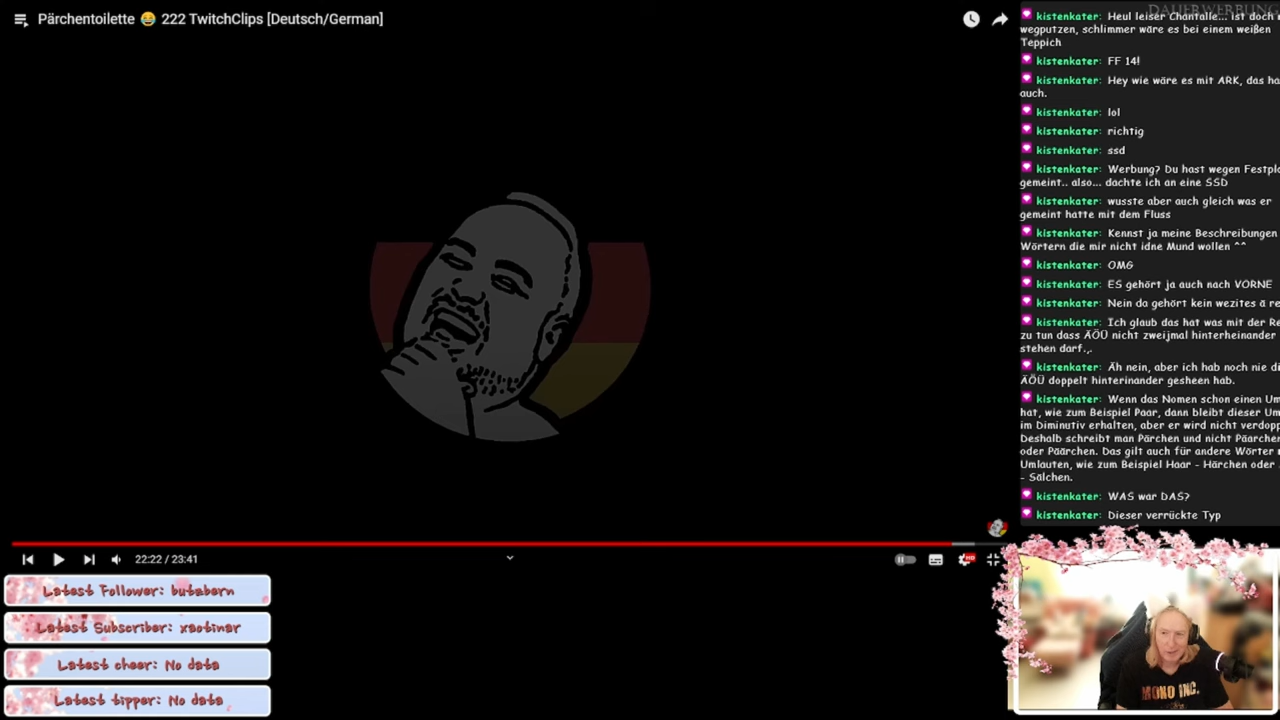 Pärchentoilette 😂 222 TwitchClips [Deutsch/German]
DAUERWERBUNG
kistenkater: Heul leiser Chantalle... ist doch
wegputzen, schlimmer wäre es bei einem weißen
Teppich
kistenkater: FF 14!
kistenkater: Hey wie wäre es mit ARK, das ha
auch.
kistenkater: lol
kistenkater: richtig
kistenkater: ssd
kistenkater: Werbung? Du hast wegen Festpl
gemeint.. also... dachte ich an eine SSD
kistenkater: wusste aber auch gleich was er
gemeint hatte mit dem Fluss
kistenkater: Kennst ja meine Beschreibungen
Wörtern die mir nicht idne Mund wollen ^^
kistenkater: OMG
kistenkater: ES gehört ja auch nach VORNE
kistenkater: Nein da gehört kein wezites ä re
kistenkater: Ich glaub das hat was mit der Re
zu tun dass ÄÖÜ nicht zweijmal hinterheinander
stehen darf.,.
kistenkater: Äh nein, aber ich hab noch nie di
ÄÖÜ doppelt hinterinander gesheen hab.
kistenkater: Wenn das Nomen schon einen Um
hat, wie zum Beispiel Paar, dann bleibt dieser Um
im Diminutiv erhalten, aber er wird nicht verdopp
Deshalb schreibt man Pärchen und nicht Päarche
oder Päärchen. Das gilt auch für andere Wörter
Umlauten, wie zum Beispiel Haar - Härchen oder
- Sälchen.
kistenkater: WAS war DAS?
kistenkater: Dieser verrückte Typ
22:22 / 23:41
HD
Latest Follower: butabern
Latest Subscriber: xaotinar
Latest cheer: No data
Latest tipper: No data
MONO INC.